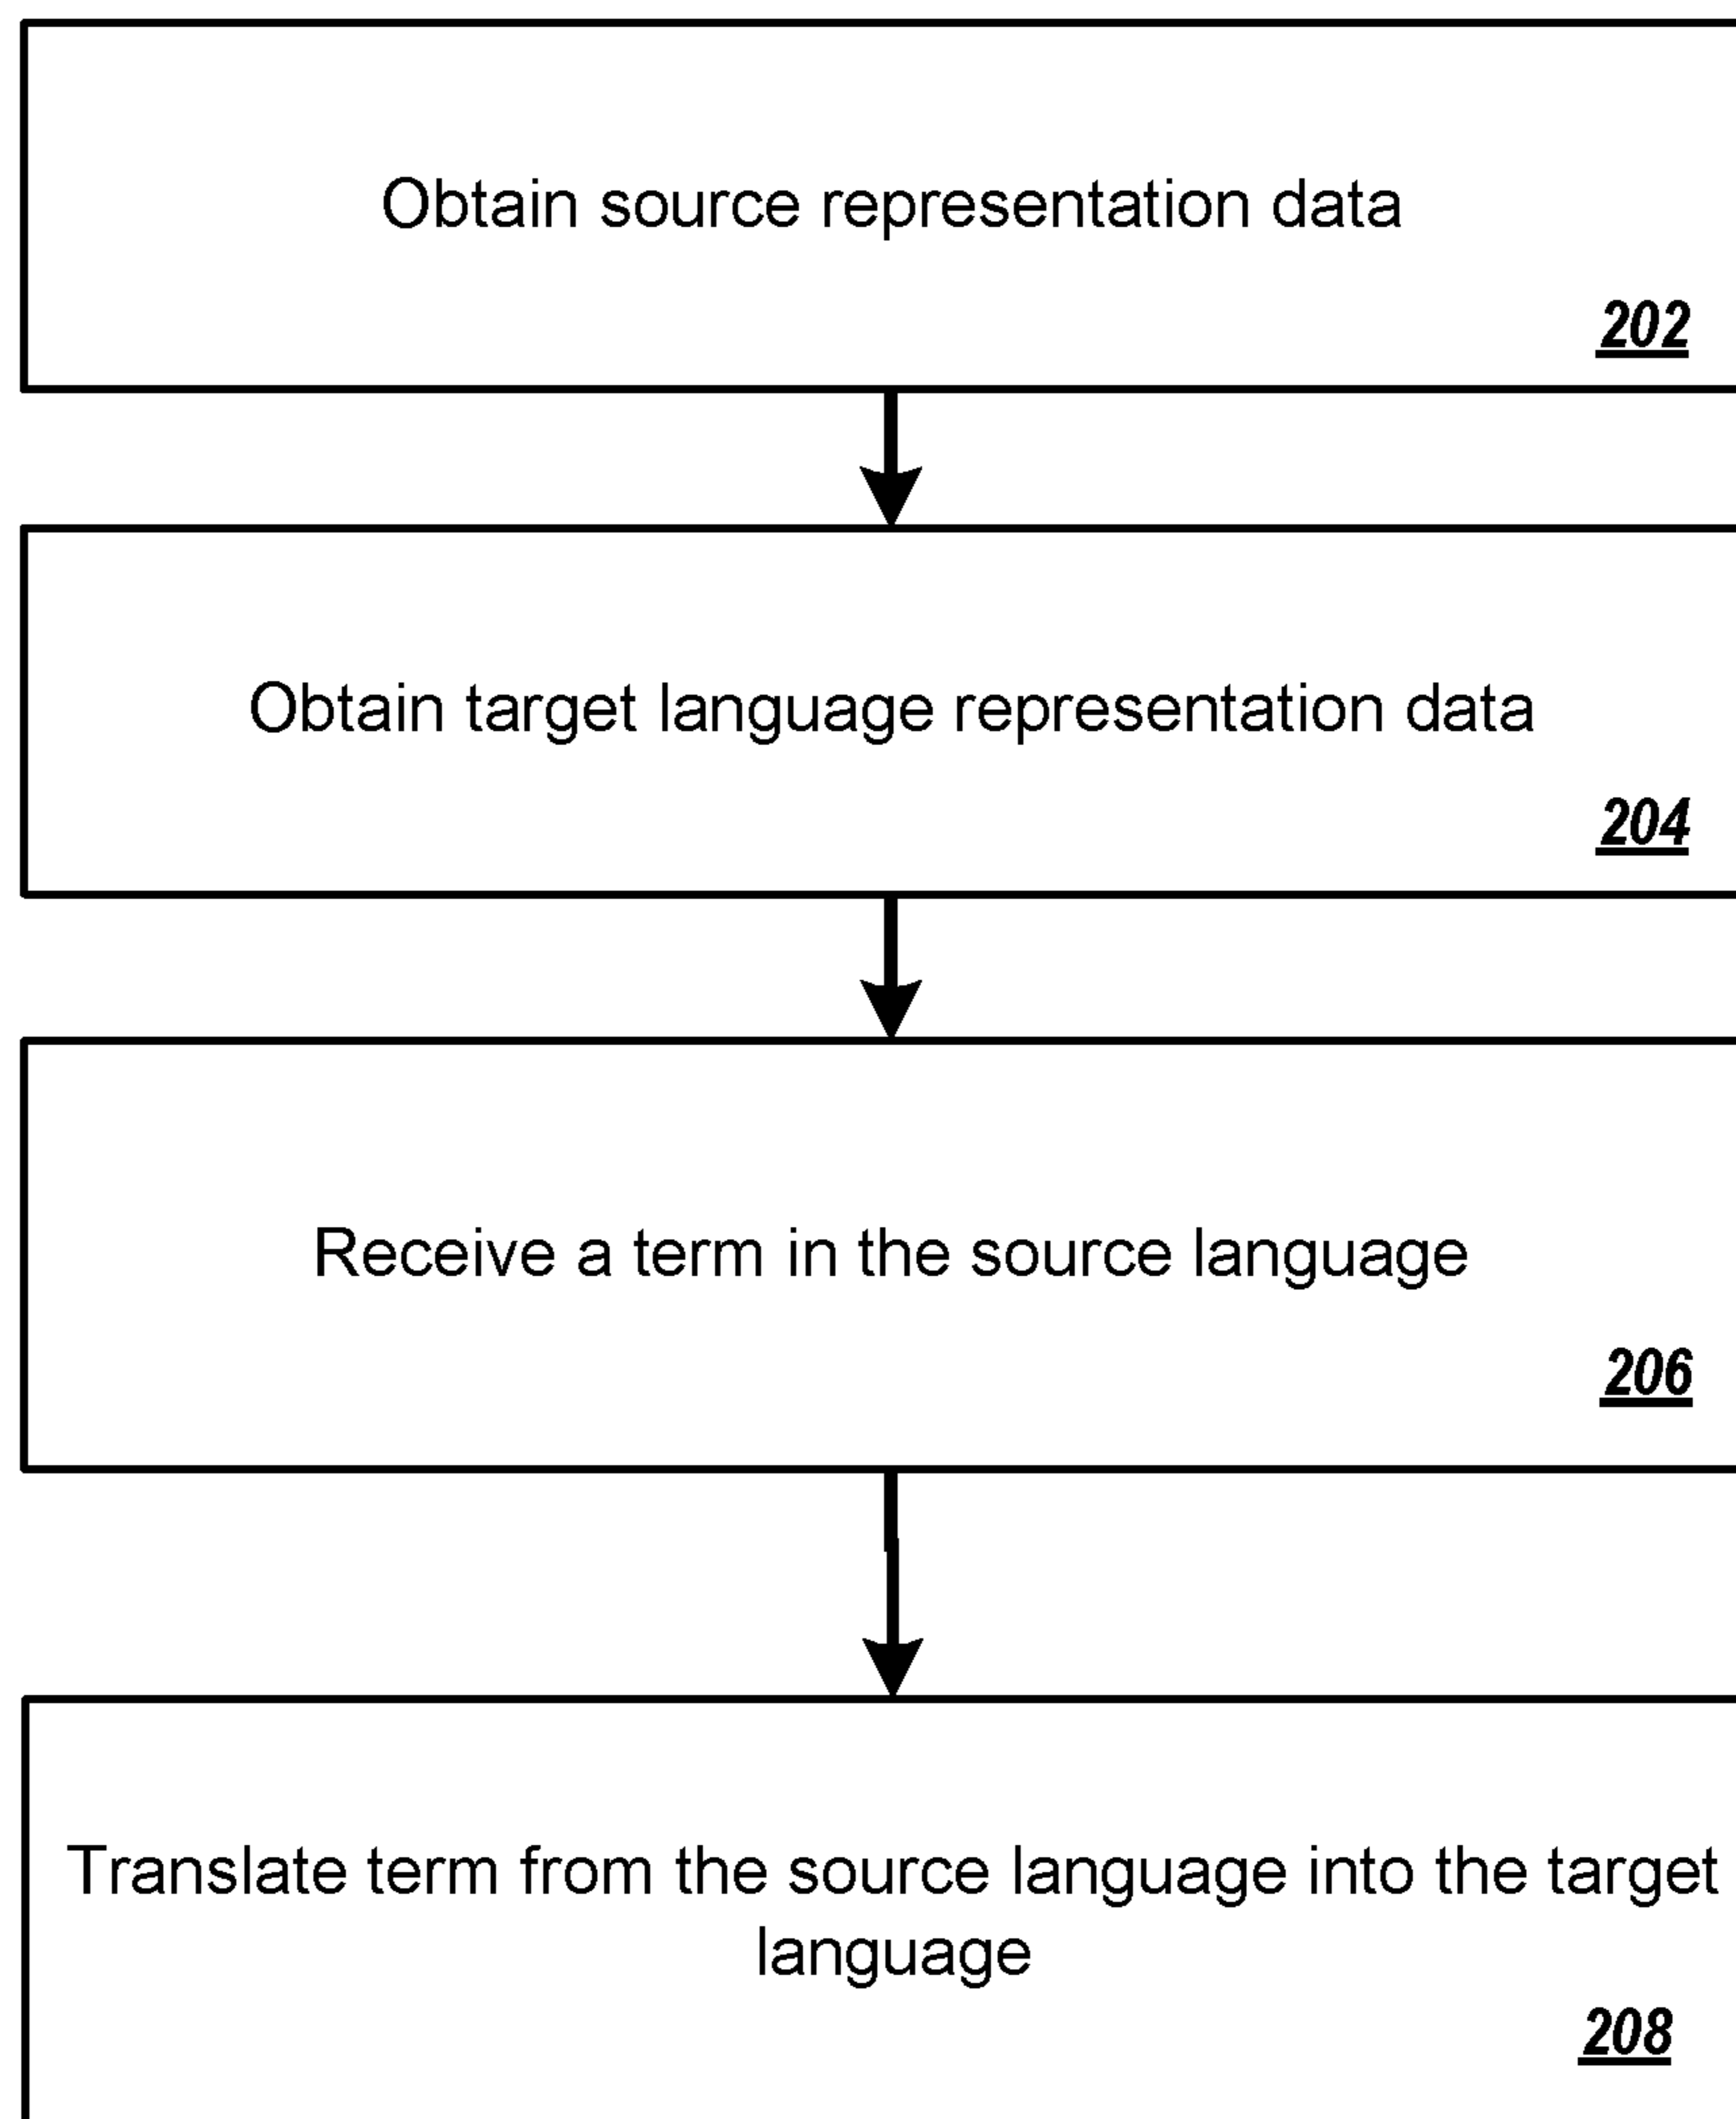 Obtain source representation data
202
Obtain target language representation data
204
Receive a term in the source language
206
Translate term from the source language into the target
language
208